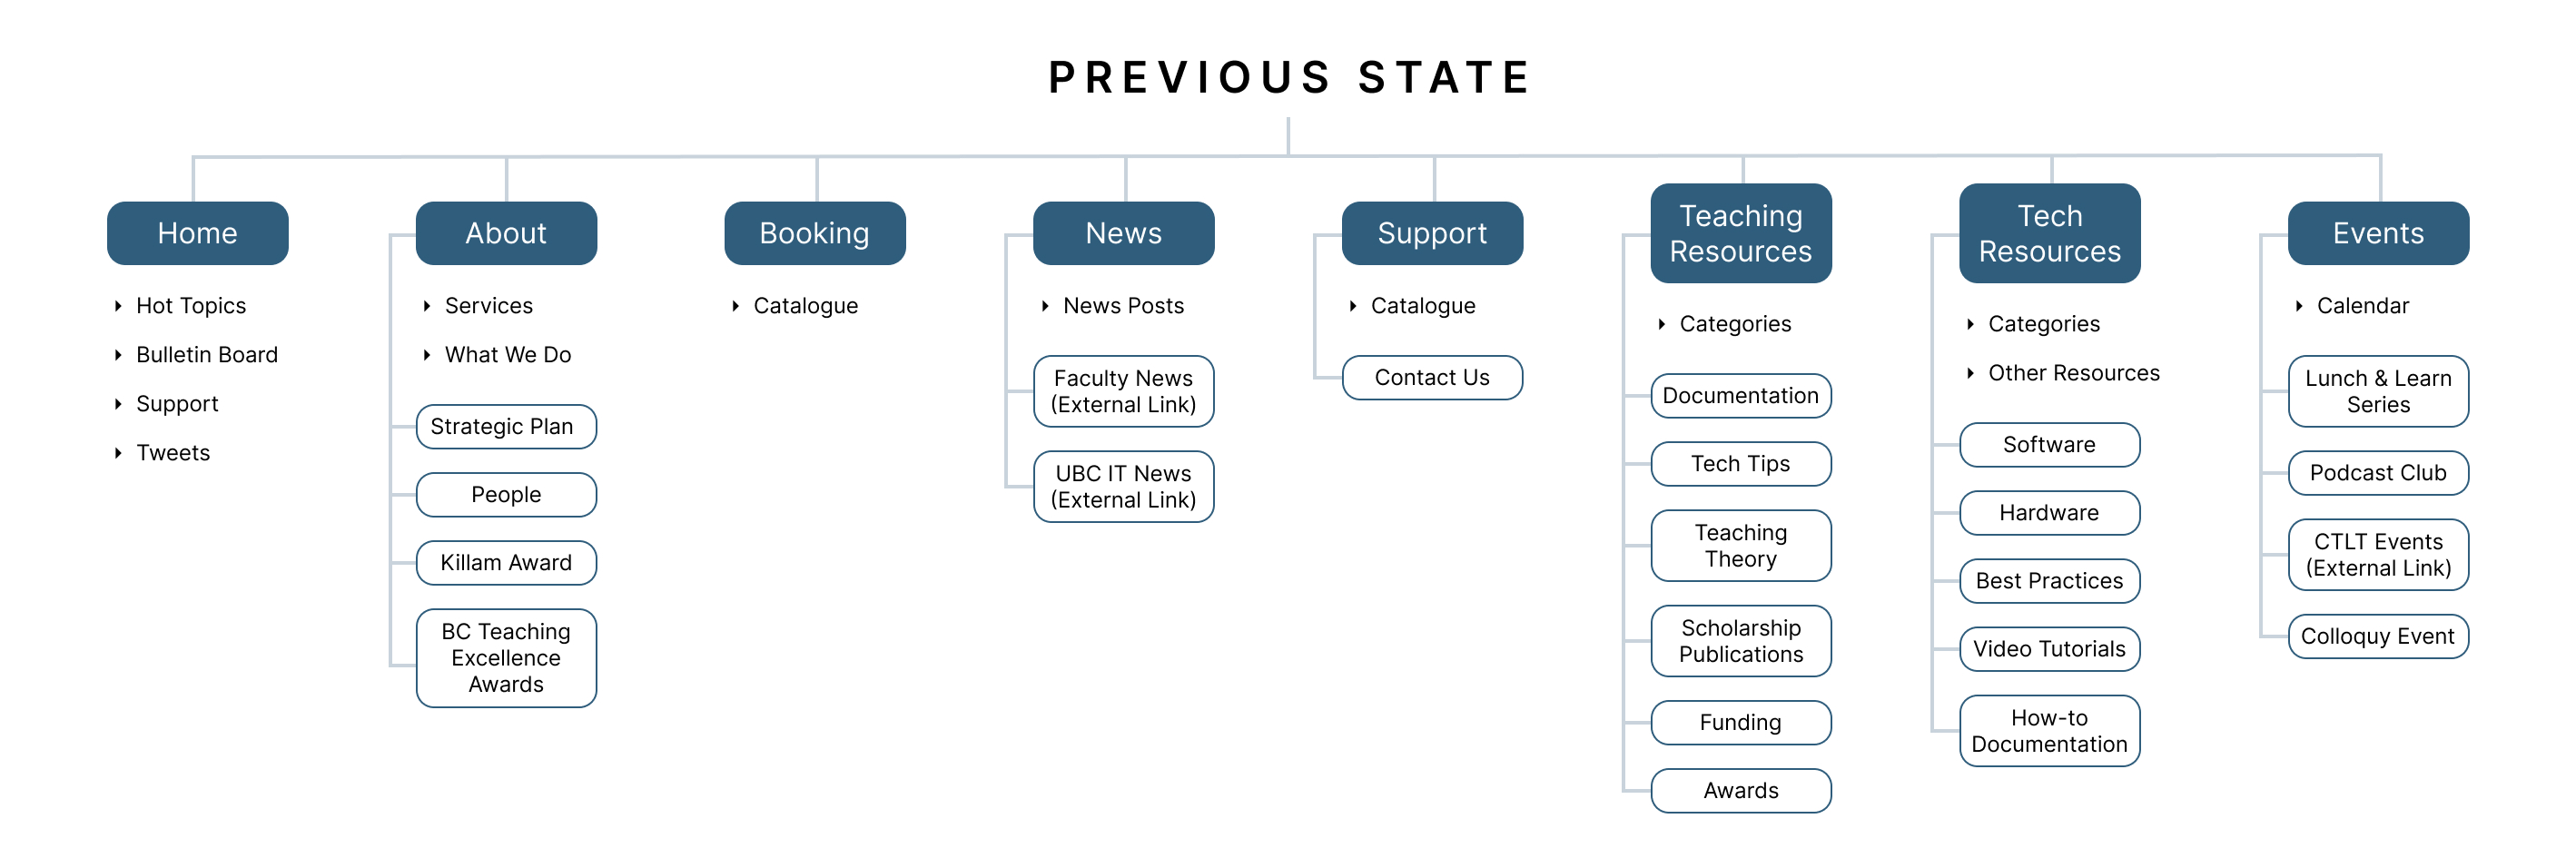 PREVIOUS STATE
Home
Hot Topics
Bulletin Board
Support
Tweets
About
Services
What We Do
Strategic Plan
People
Killam Award
BC Teaching
Excellence
Awards
Booking
Catalogue
News
News Posts
Faculty News
(External Link)
UBC IT News
(External Link)
Support
Catalogue
Contact Us
Teaching
Resources
Categories
Documentation
Tech Tips
Teaching
Theory
Scholarship
Publications
Funding
Awards
Tech
Resources
Categories
Other Resources
Software
Hardware
Best Practices
Video Tutorials
How-to
Documentation
Events
Calendar
Lunch & Learn
Series
Podcast Club
CTLT Events
(External Link)
Colloquy Event